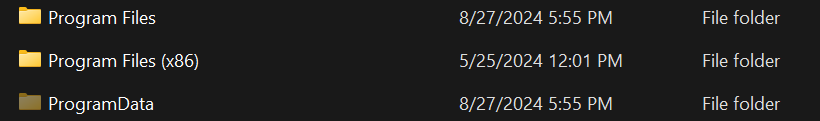 Program Files 8/27/2024 5:55 PM File folder
Program Files (x86) 5/25/2024 12:01 PM File folder
ProgramData 8/27/2024 5:55 PM File folder